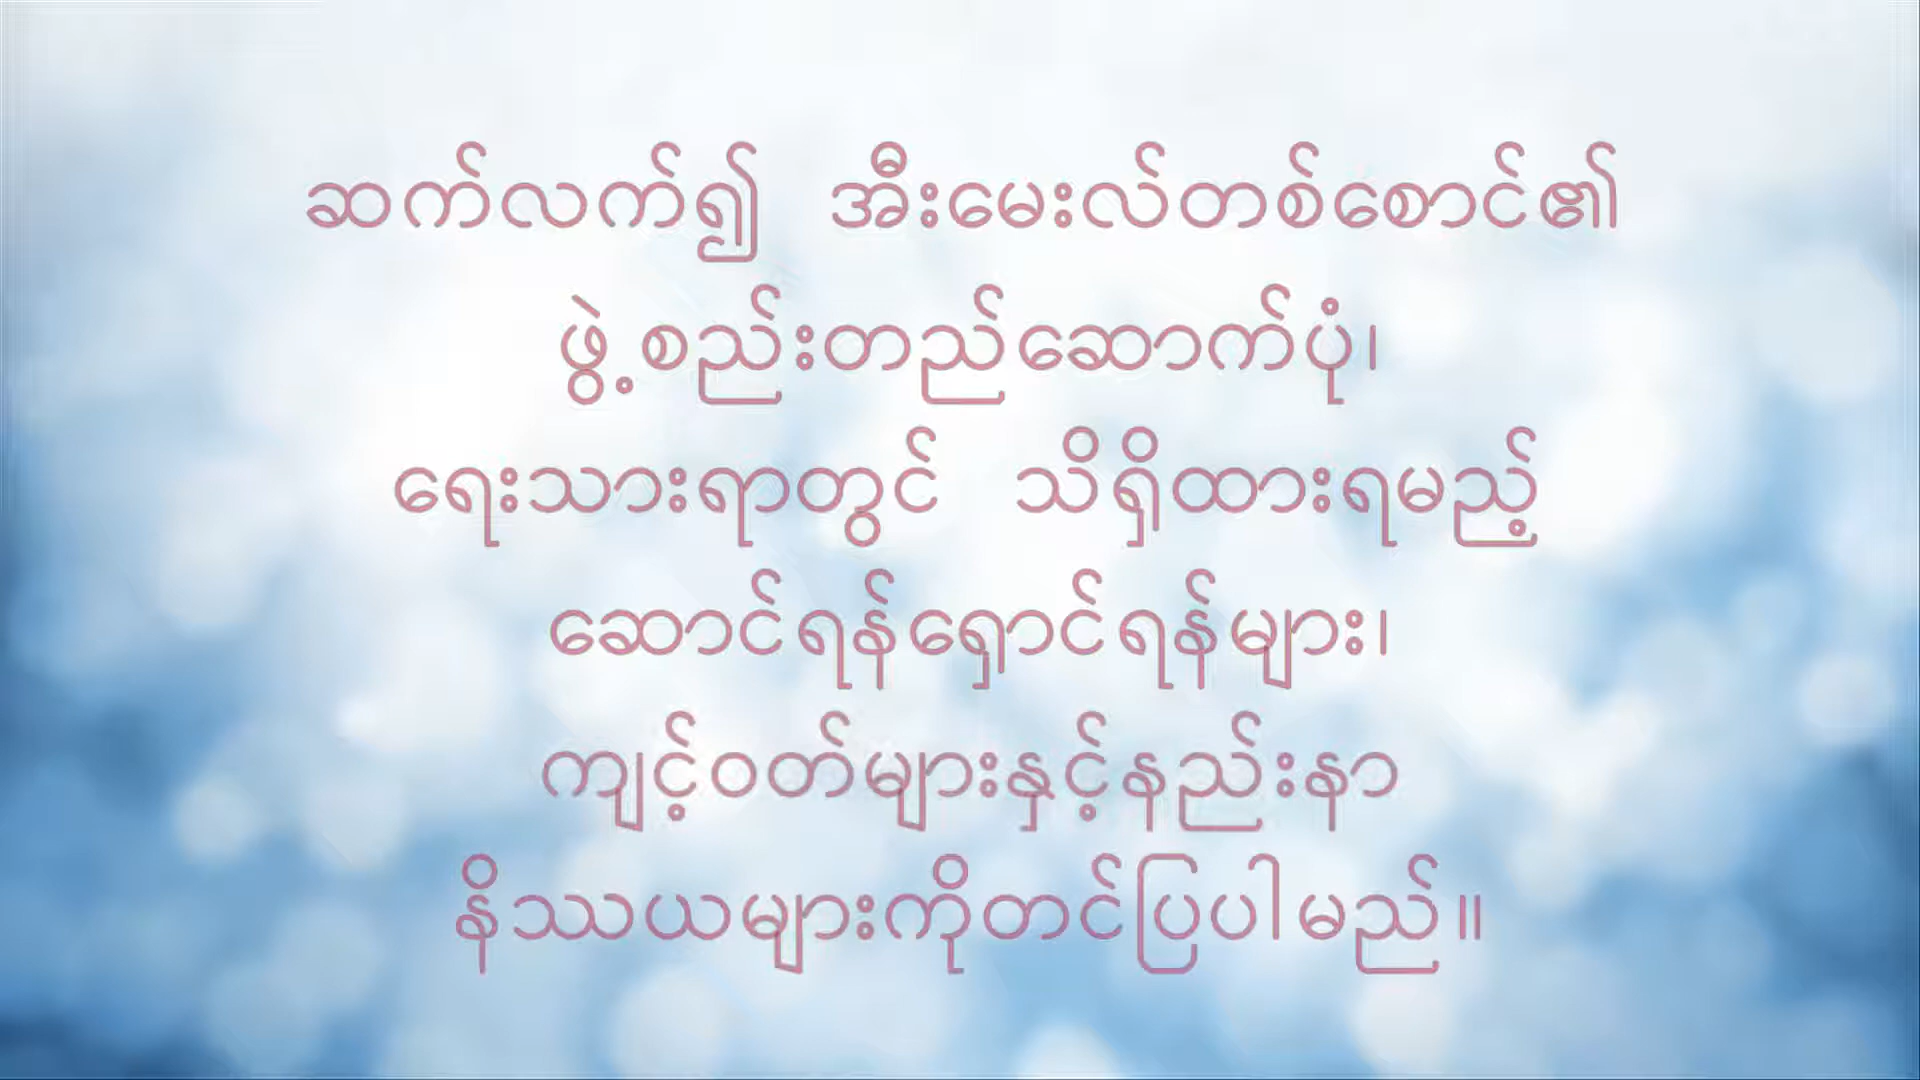 ဆက်လက်၍ အီးမေးလ်တစ်စောင်၏
ဖွဲ့စည်းတည်ဆောက်ပုံ၊
ရေးသားရာတွင် သိရှိထားရမည့်
ဆောင်ရန်ရှောင်ရန်များ၊
ကျင့်ဝတ်များနှင့်နည်းနာ
နိဿယများကိုတင်ပြပါမည်။